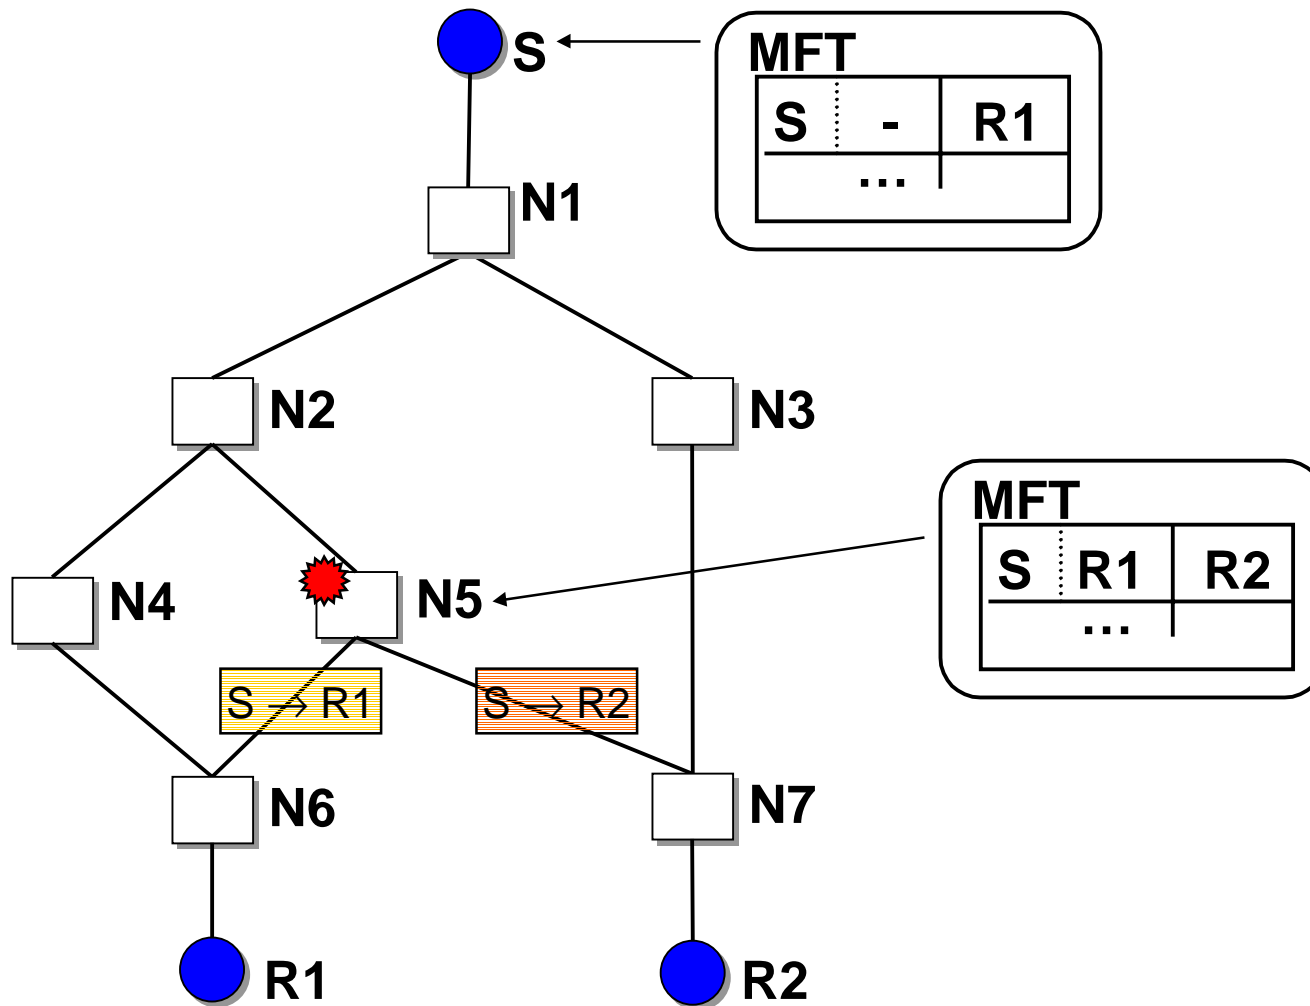 S
MFT
S - R1
...
N1
N2
N3
MFT
S R1 R2
...
N4
N5
S → R1
S → R2
N6
N7
R1
R2